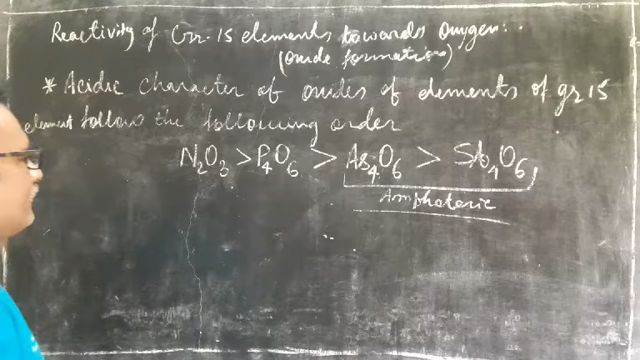 Reactivity of Gr-15 elements towards Oxygen:-
(Oxide formation)
* Acidic character of oxides of elements of gr 15
element follow the following order
N₂O₃ > P₄O₆ > As₄O₆ > Sb₄O₆
Amphoteric